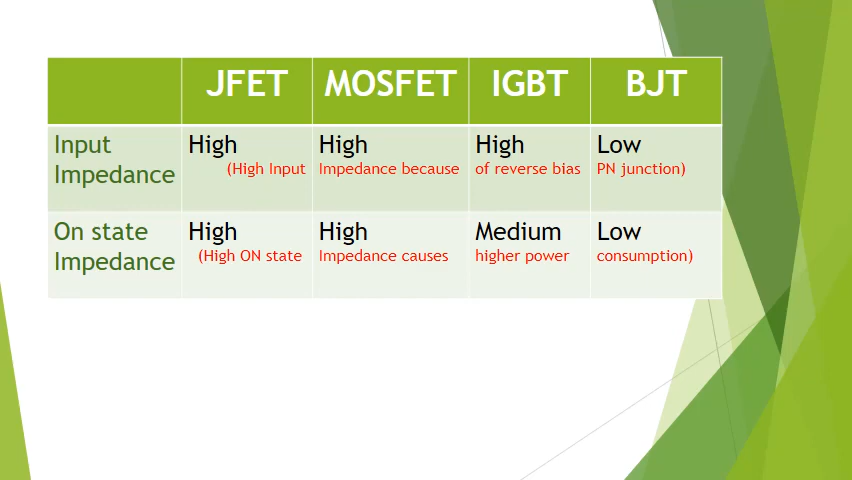 JFET MOSFET IGBT BJT
Input Impedance High High High Low
(High Input Impedance because of reverse bias PN junction)
On state Impedance High High Medium Low
(High ON state Impedance causes higher power consumption)